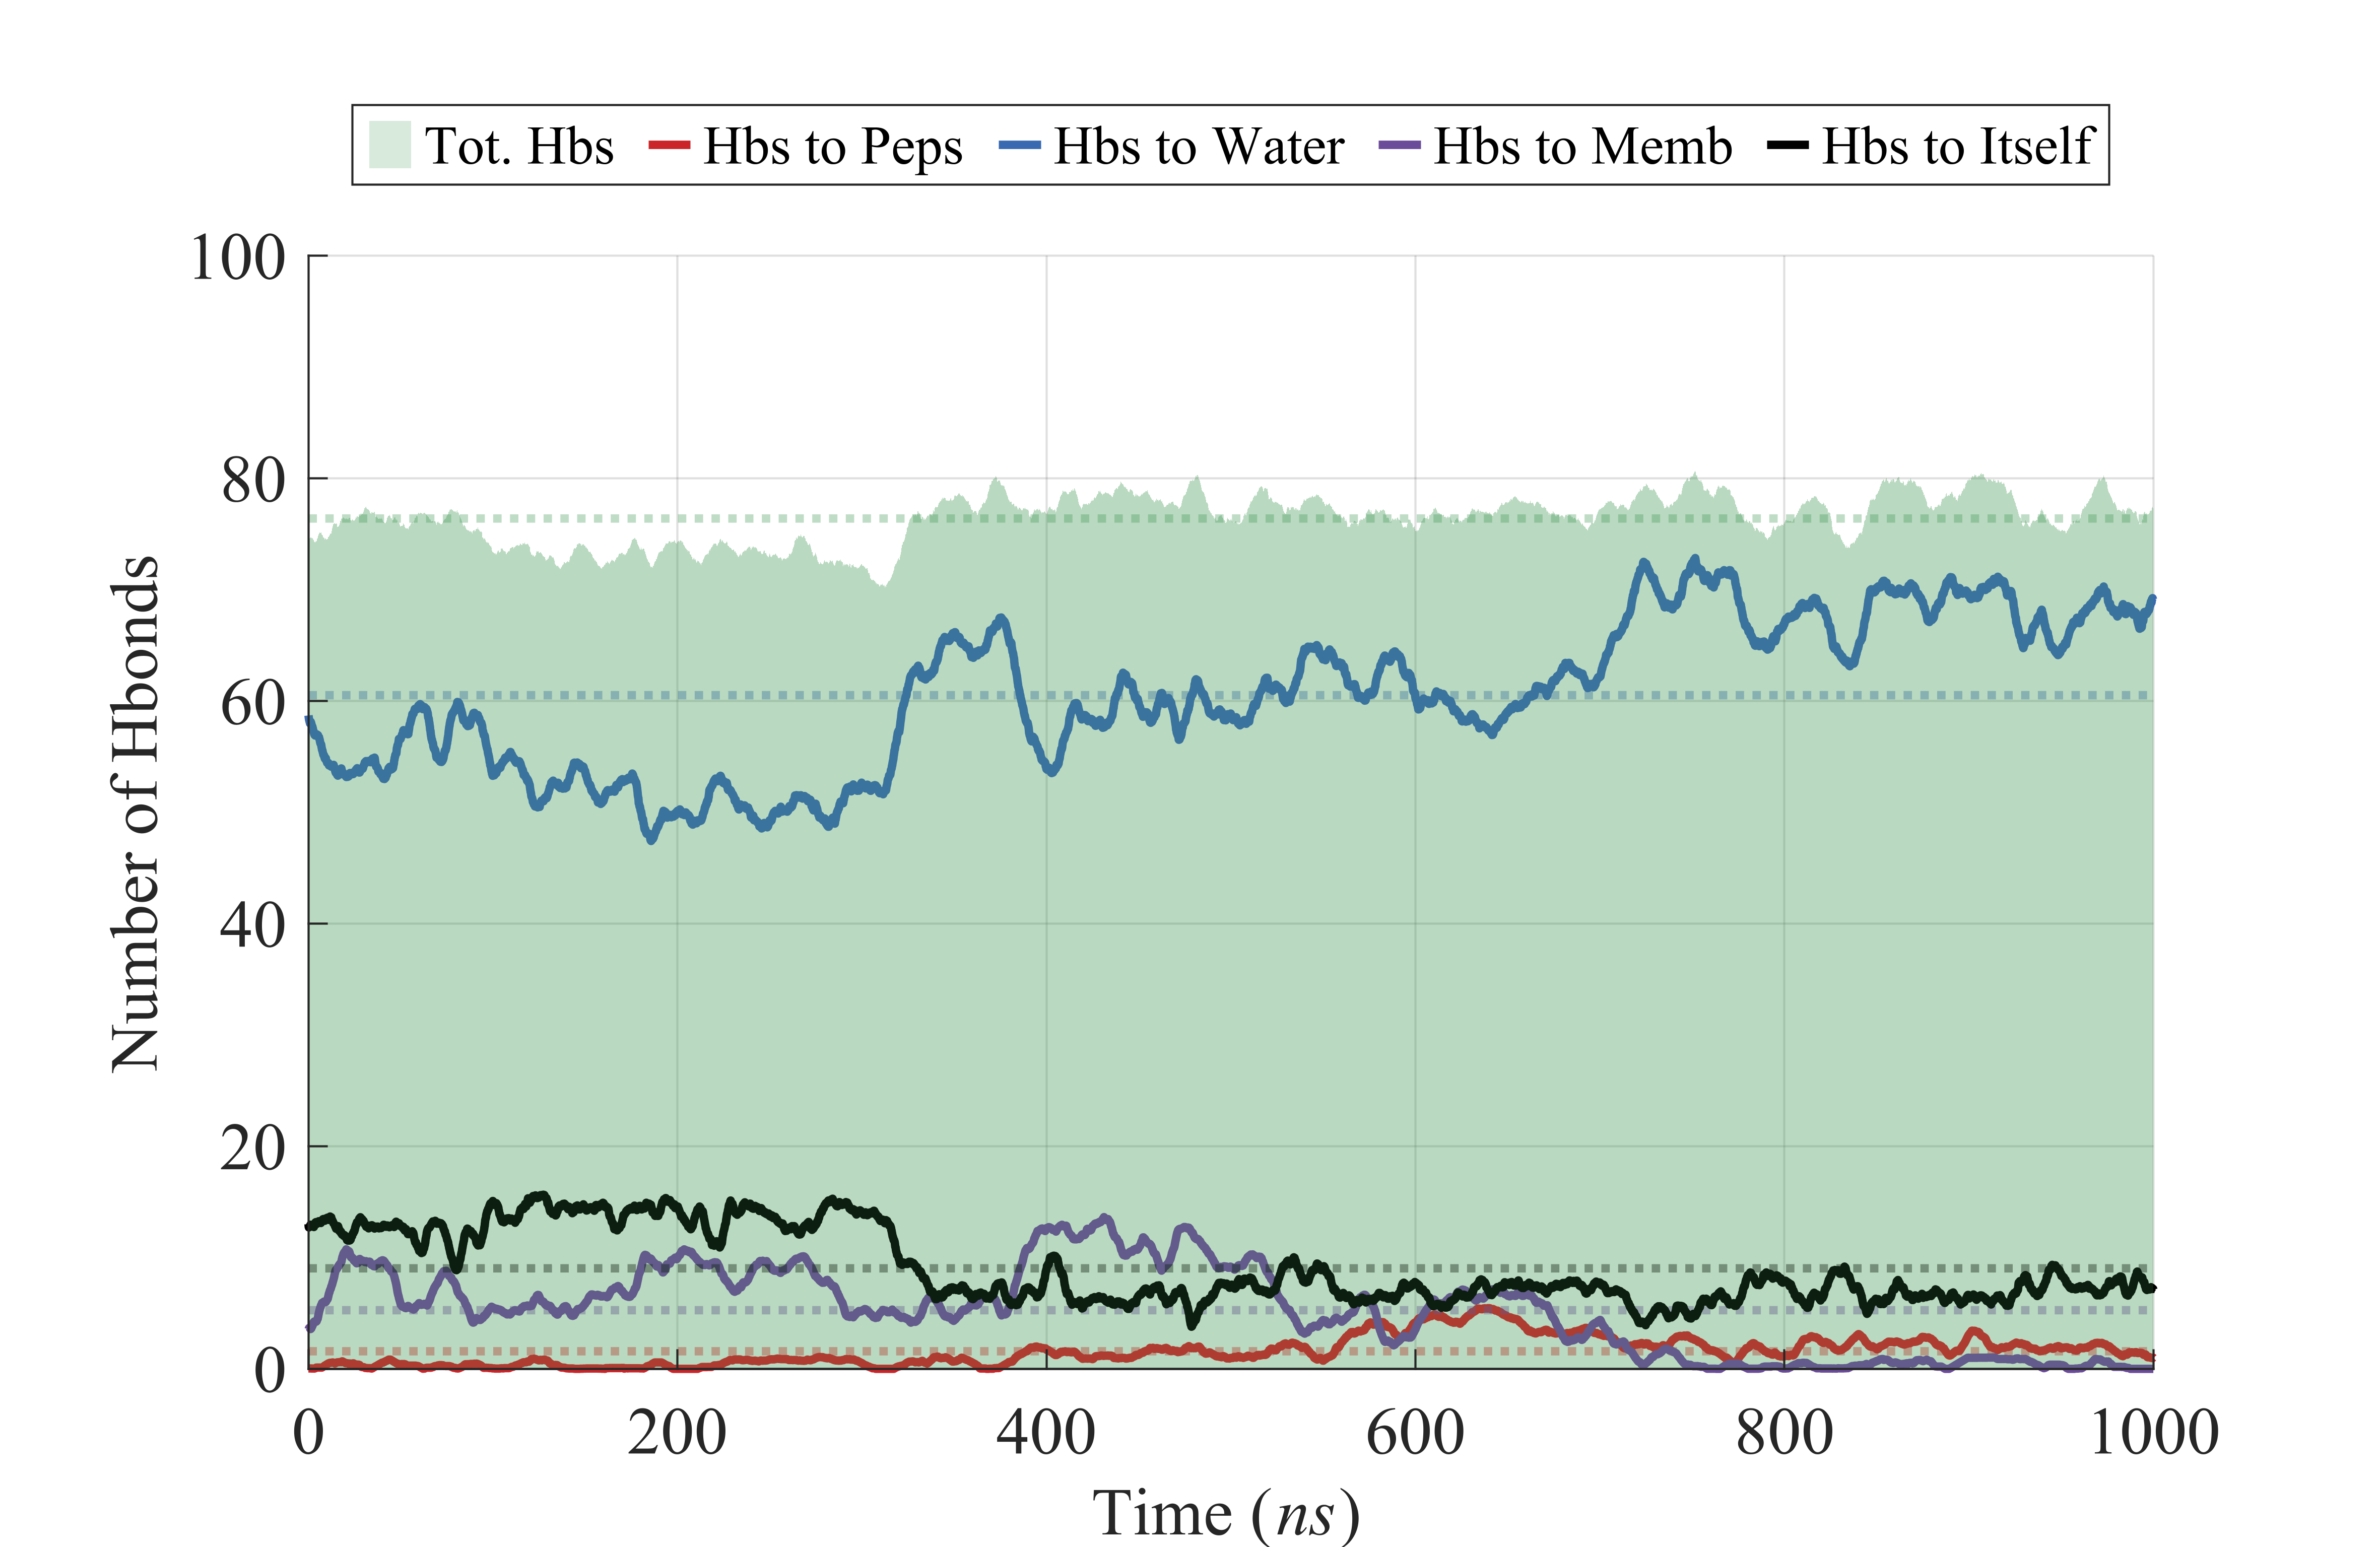 Tot. Hbs Hbs to Peps Hbs to Water Hbs to Memb Hbs to Itself
100
80
60
40
20
0
Number of Hbonds
0 200 400 600 800 1000
Time (ns)